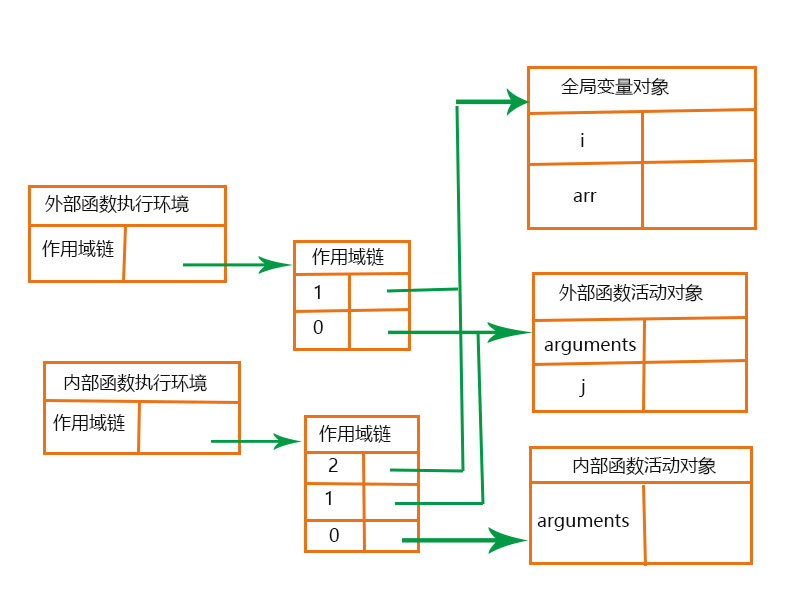 全局变量对象
i
arr
外部函数执行环境
作用域链
作用域链
1
0
外部函数活动对象
arguments
j
内部函数执行环境
作用域链
作用域链
2
1
0
内部函数活动对象
arguments